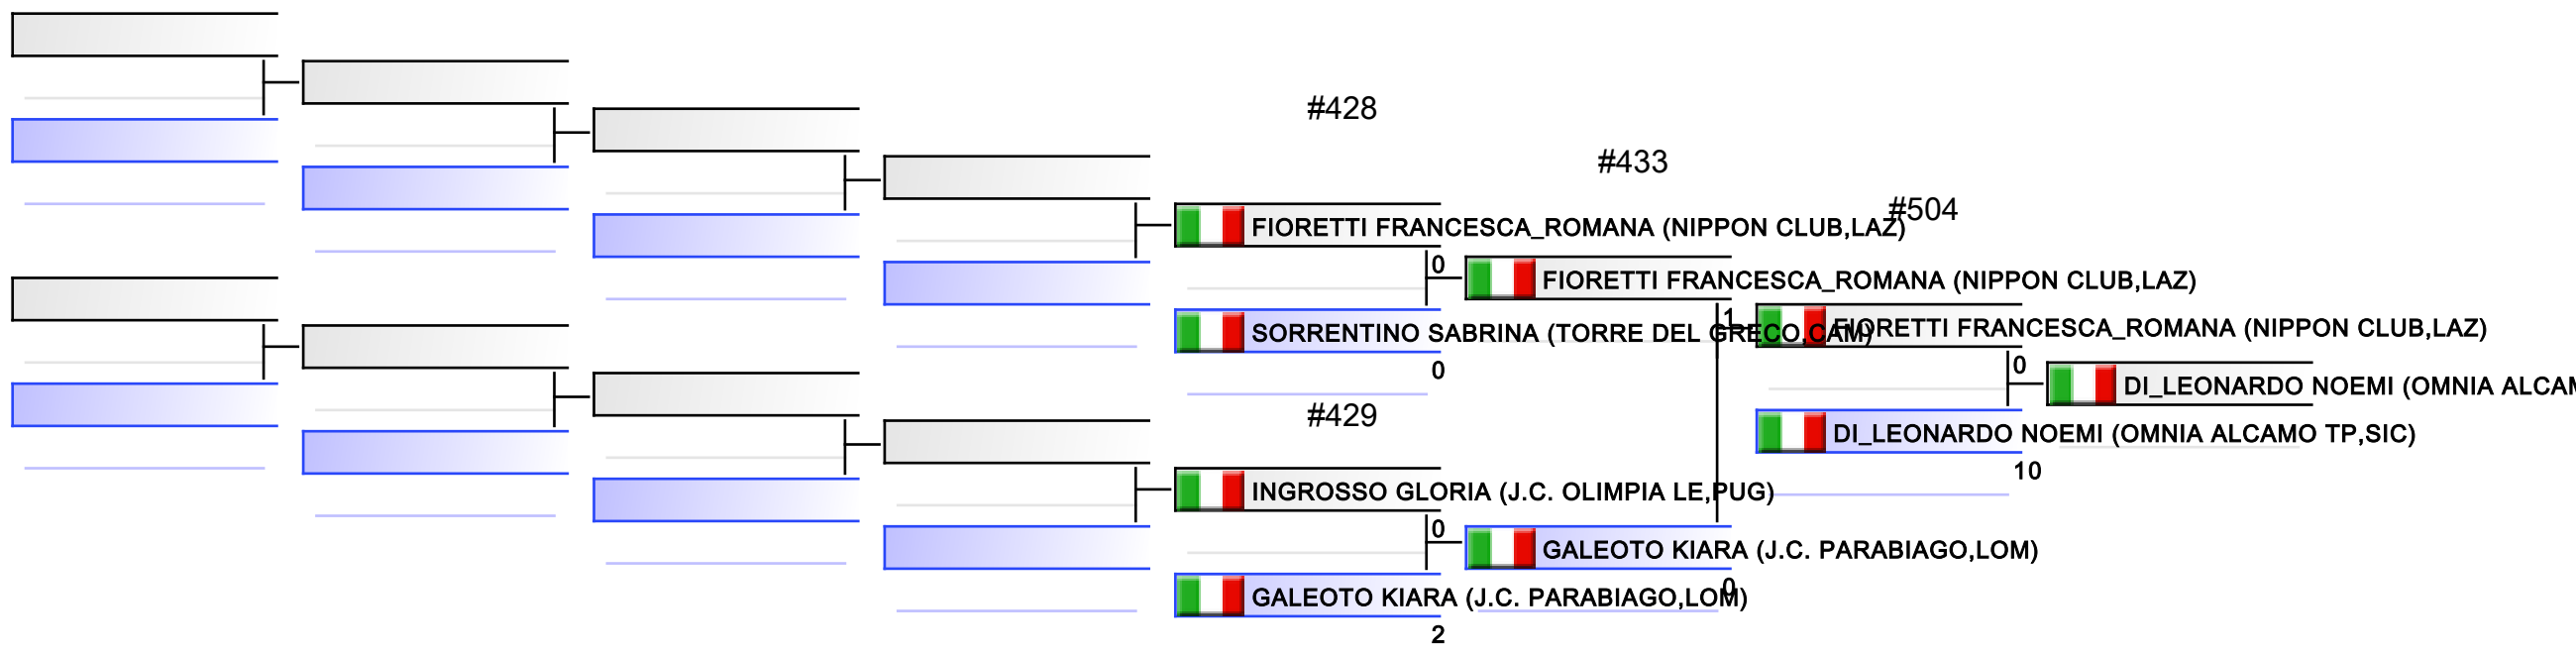 #428
#433
#504
FIORETTI FRANCESCA_ROMANA (NIPPON CLUB,LAZ)
0
FIORETTI FRANCESCA_ROMANA (NIPPON CLUB,LAZ)
1
FIORETTI FRANCESCA_ROMANA (NIPPON CLUB,LAZ)
SORRENTINO SABRINA (TORRE DEL GRECO,CAM)
0
0
DI_LEONARDO NOEMI (OMNIA ALCAM
#429
DI_LEONARDO NOEMI (OMNIA ALCAMO TP,SIC)
10
INGROSSO GLORIA (J.C. OLIMPIA LE,PUG)
0
GALEOTO KIARA (J.C. PARABIAGO,LOM)
0
GALEOTO KIARA (J.C. PARABIAGO,LOM)
2